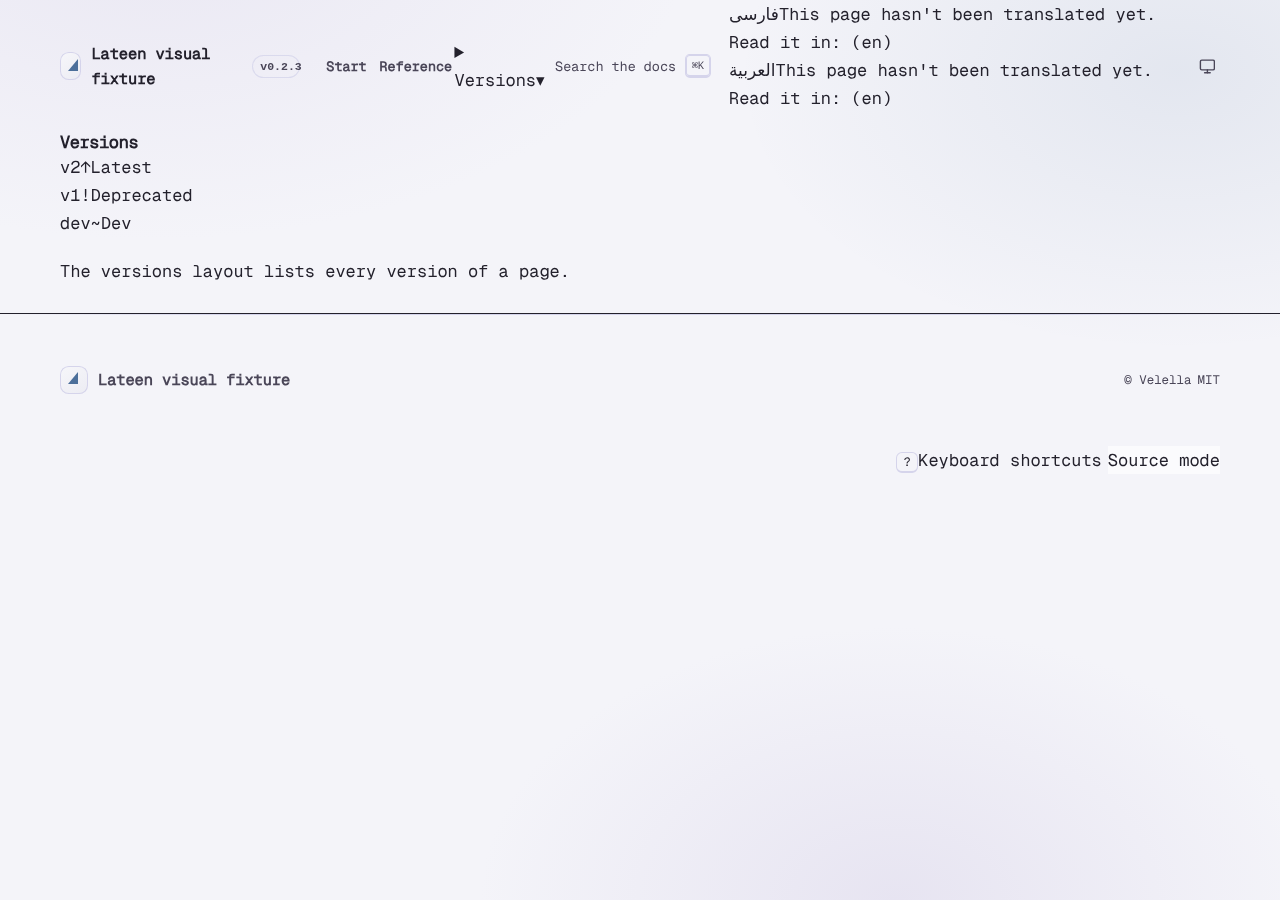 فارسیThis page hasn't been translated yet.
Read it in: (en)
العربيةThis page hasn't been translated yet.
Read it in: (en)
Lateen visual
fixture
v0.2.3
Start
Reference
▶
Versions▾
Search the docs
⌘K
Versions
v2↑Latest
v1!Deprecated
dev~Dev
The versions layout lists every version of a page.
Lateen visual fixture
© Velella MIT
?Keyboard shortcuts
Source mode